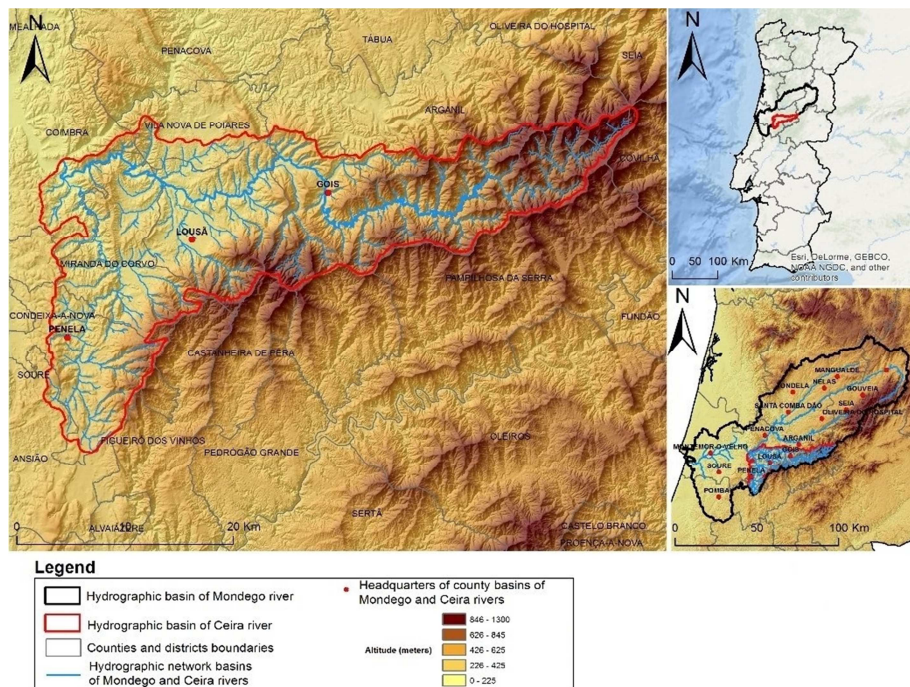 MEALHADA
N
PENACOVA
TÁBUA
OLIVEIRA DO HOSPITAL
SEIA
ARGANIL
COIMBRA
VILA NOVA DE POIARES
COVILHÃ
GOIS
LOUSÃ
MIRANDA DO CORVO
PAMPILHOSA DA SERRA
CONDEIXA-A-NOVA
PENELA
FUNDÃO
CASTANHEIRA DE PERA
SOURE
FIGUEIRÓ DOS VINHOS
OLEIROS
ANSIÃO
PEDROGÃO GRANDE
SERTÃ
ALVAIÁZERE
CASTELO BRANCO
PROENÇA-A-NOVA
0 10 20 Km
N
0 50 100 Km
Esri, DeLorme, GEBCO,
NOAA NGDC, and other
contributors
N
MANGUALDE
TONDELA
NELAS
GOUVEIA
SANTA COMBA DÃO
SEIA
OLIVEIRA DO HOSPITAL
PENACOVA
ARGANIL
MONTEMOR-O-VELHO
GOIS
LOUSÃ
SOURE
PENELA
POMBAL
0 50 100 Km
Legend
Hydrographic basin of Mondego river
Hydrographic basin of Ceira river
Counties and districts boundaries
Hydrographic network basins
of Mondego and Ceira rivers
Headquarters of county basins of
Mondego and Ceira rivers
Altitude (meters)
846 - 1300
626 - 845
426 - 625
226 - 425
0 - 225